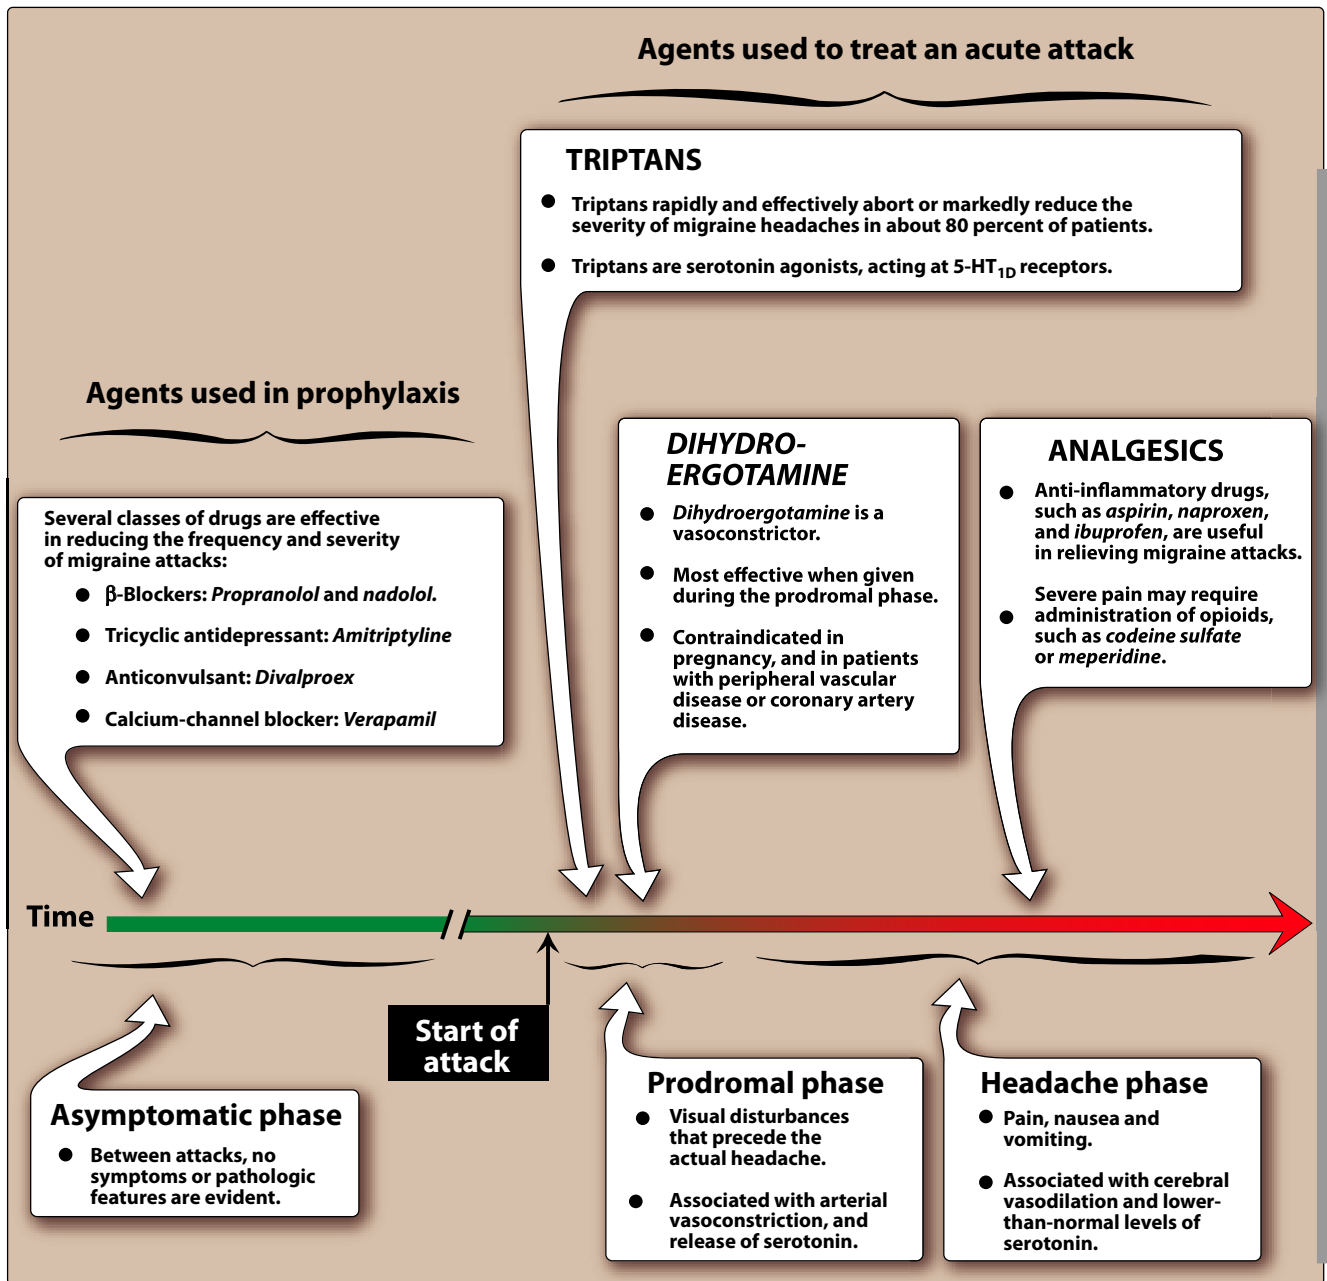 Agents used to treat an acute attack
TRIPTANS
● Triptans rapidly and effectively abort or markedly reduce the
severity of migraine headaches in about 80 percent of patients.
● Triptans are serotonin agonists, acting at 5-HT1D receptors.
Agents used in prophylaxis
Several classes of drugs are effective
in reducing the frequency and severity
of migraine attacks:
● β-Blockers: Propranolol and nadolol.
● Tricyclic antidepressant: Amitriptyline
● Anticonvulsant: Divalproex
● Calcium-channel blocker: Verapamil
DIHYDRO-
ERGOTAMINE
● Dihydroergotamine is a
vasoconstrictor.
● Most effective when given
during the prodromal phase.
● Contraindicated in
pregnancy, and in patients
with peripheral vascular
disease or coronary artery
disease.
ANALGESICS
● Anti-inflammatory drugs,
such as aspirin, naproxen,
and ibuprofen, are useful
in relieving migraine attacks.
● Severe pain may require
administration of opioids,
such as codeine sulfate
or meperidine.
Time
Start of
attack
Asymptomatic phase
● Between attacks, no
symptoms or pathologic
features are evident.
Prodromal phase
● Visual disturbances
that precede the
actual headache.
● Associated with arterial
vasoconstriction, and
release of serotonin.
Headache phase
● Pain, nausea and
vomiting.
● Associated with cerebral
vasodilation and lower-
than-normal levels of
serotonin.